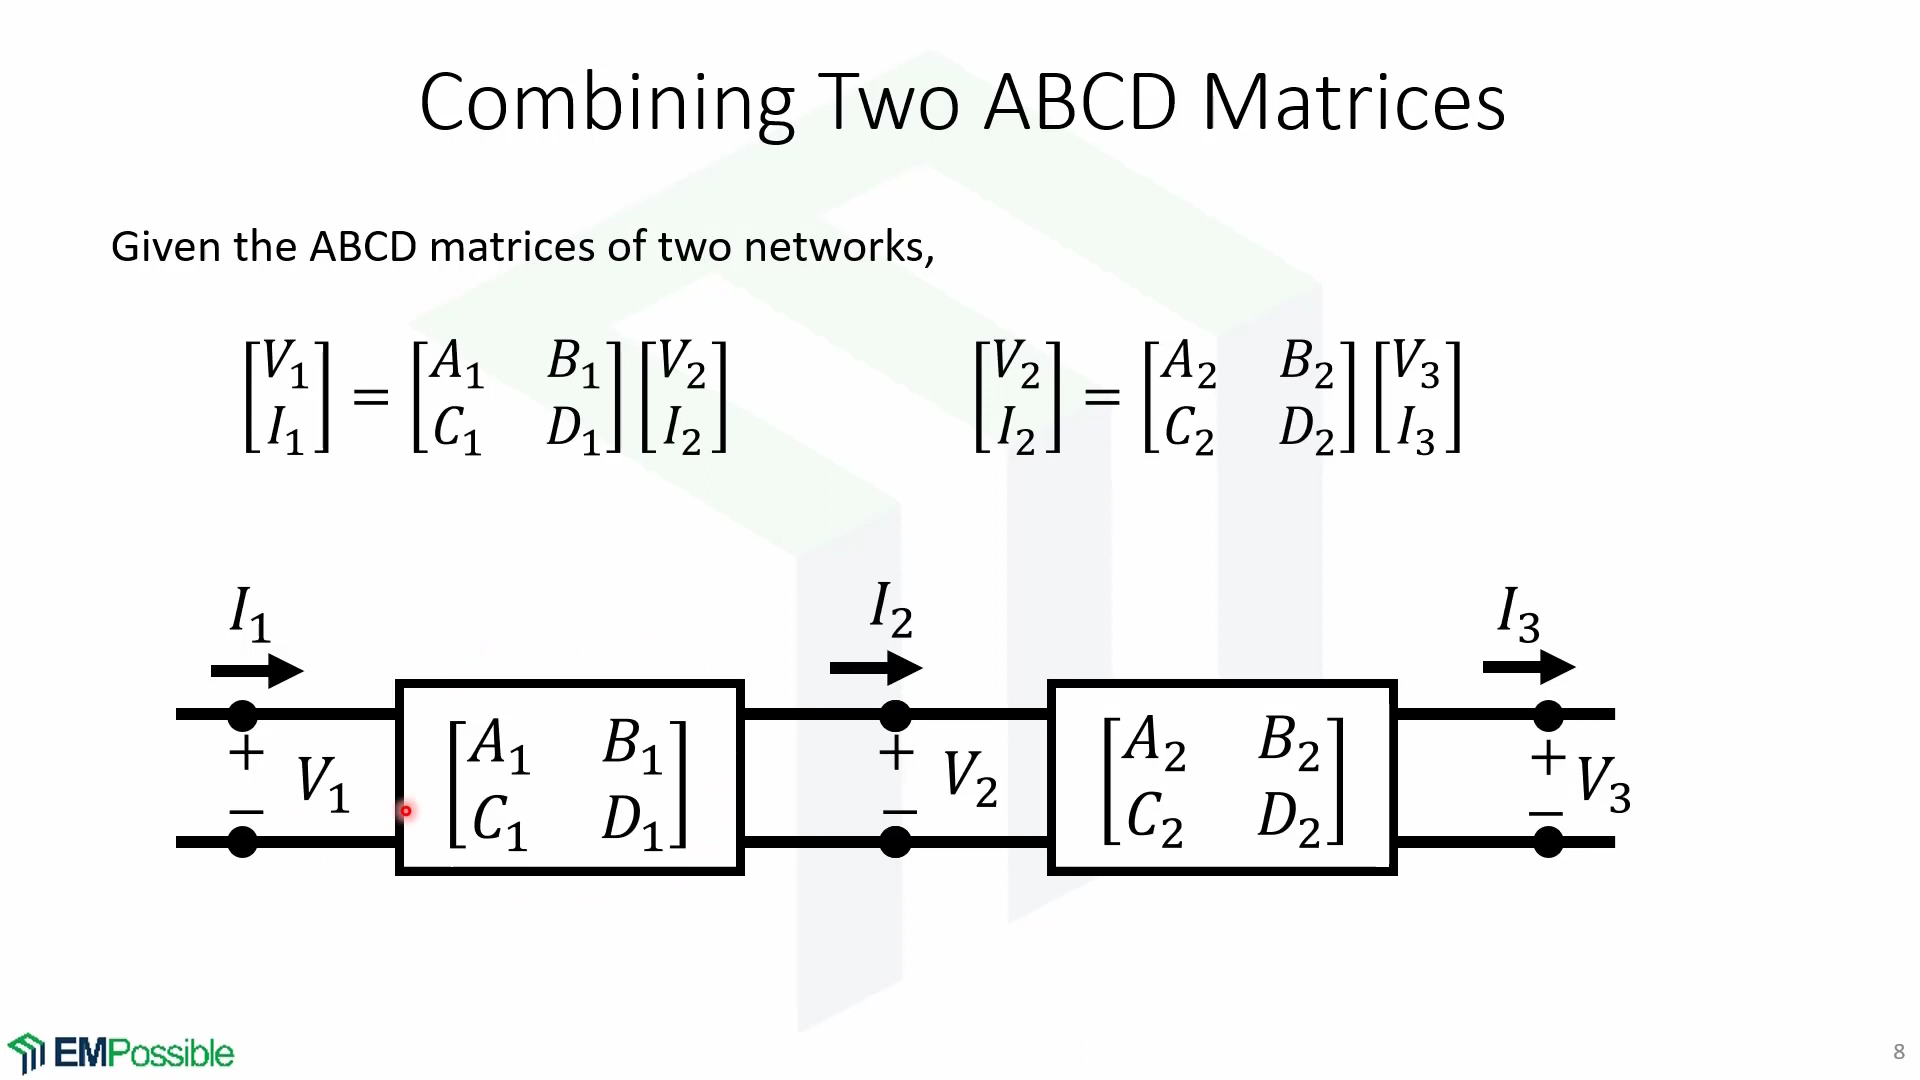 Combining Two ABCD Matrices
Given the ABCD matrices of two networks,
[V₁ I₁] = [A₁ B₁ C₁ D₁] [V₂ I₂]
[V₂ I₂] = [A₂ B₂ C₂ D₂] [V₃ I₃]
I₁ I₂ I₃
+ V₁ −
[A₁ B₁ C₁ D₁]
+ V₂ −
[A₂ B₂ C₂ D₂]
+ V₃ −
EMPossible
8